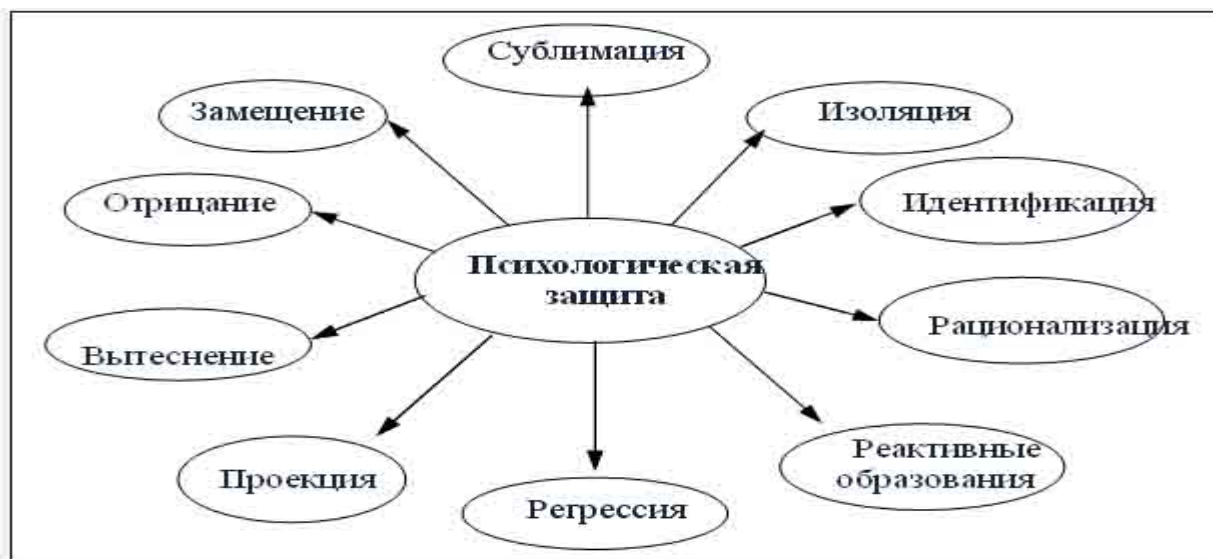 Сублимация
Замещение
Изоляция
Отрицание
Идентификация
Психологическая
защита
Рационализация
Вытеснение
Реактивные
образования
Проекция
Регрессия